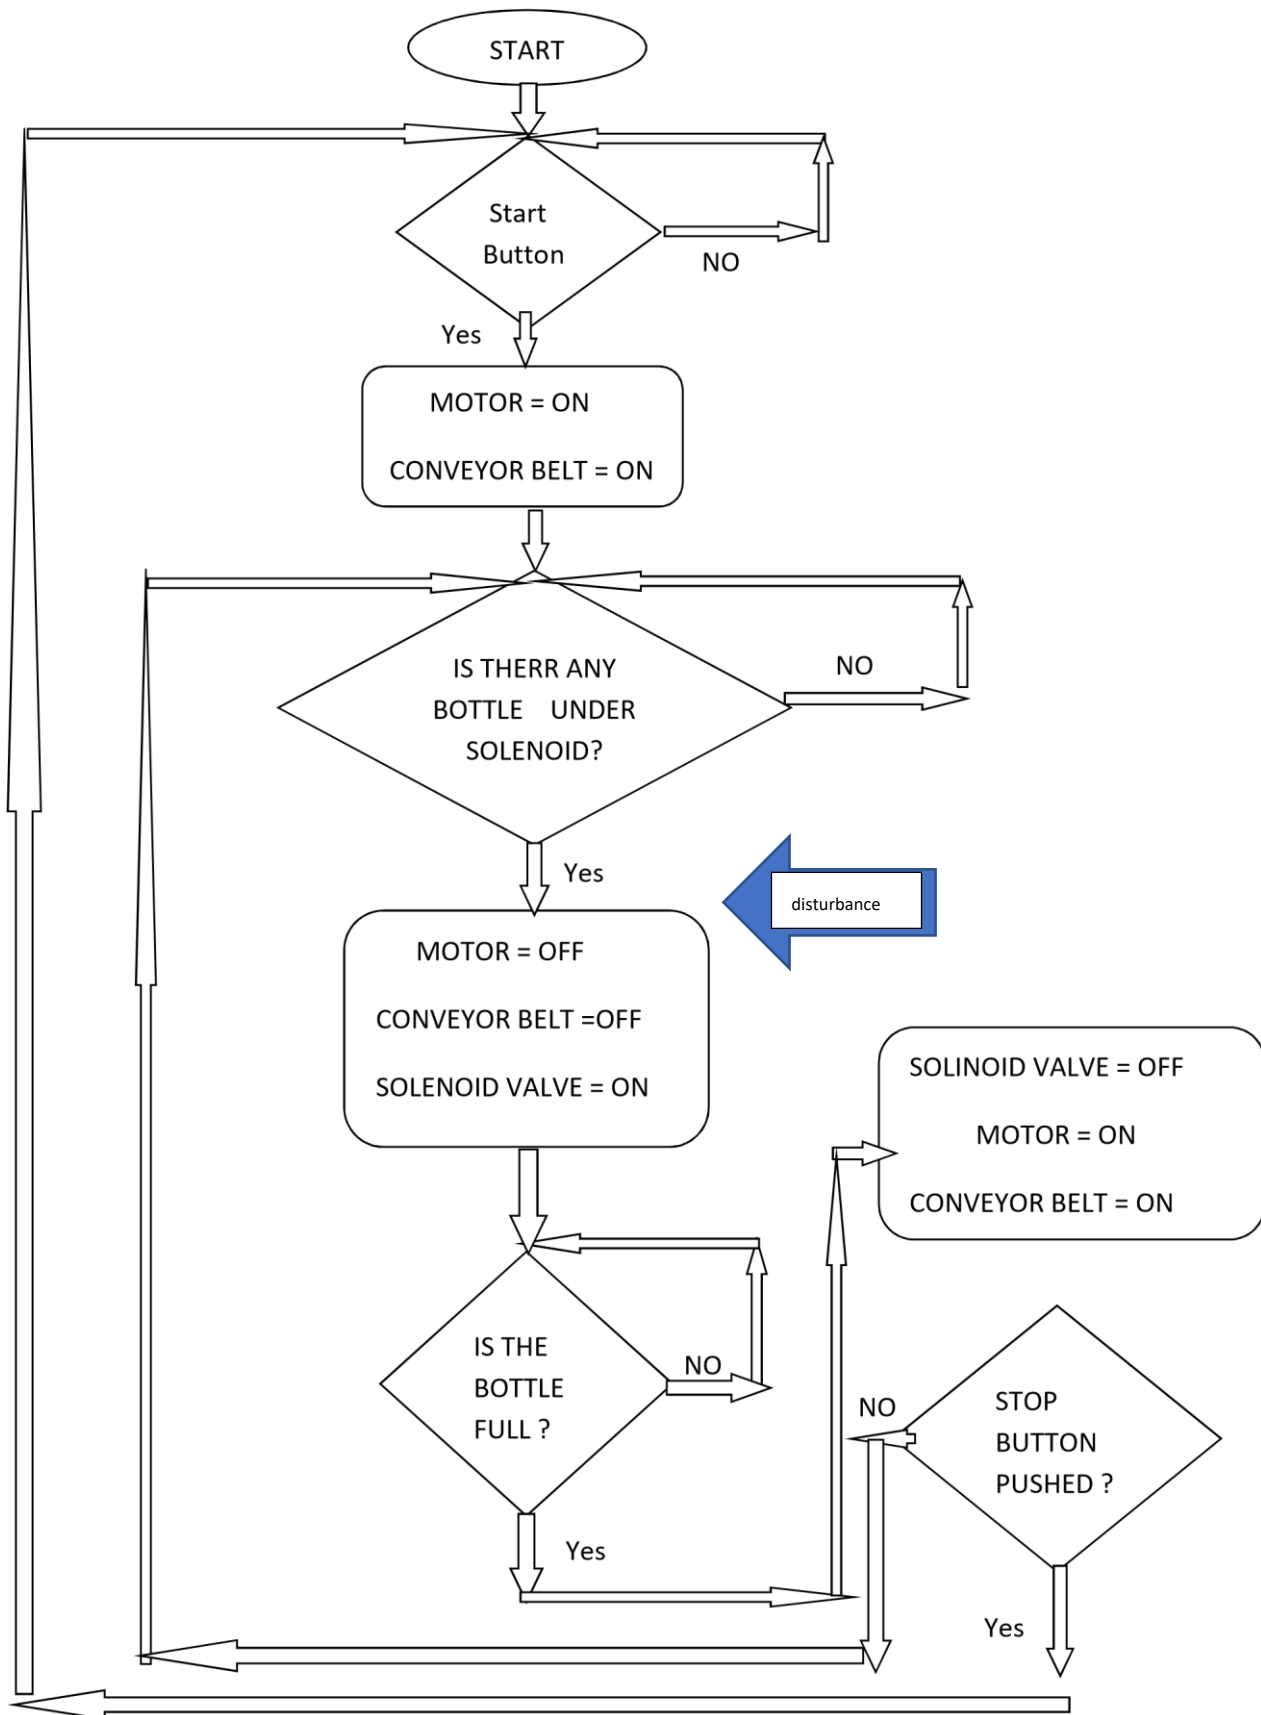 START
Start
Button
NO
Yes
MOTOR = ON
CONVEYOR BELT = ON
IS THERR ANY
BOTTLE UNDER
SOLENOID?
NO
Yes
disturbance
MOTOR = OFF
CONVEYOR BELT =OFF
SOLENOID VALVE = ON
SOLINOID VALVE = OFF
MOTOR = ON
CONVEYOR BELT = ON
IS THE
BOTTLE
FULL ?
NO
Yes
STOP
BUTTON
PUSHED ?
NO
Yes